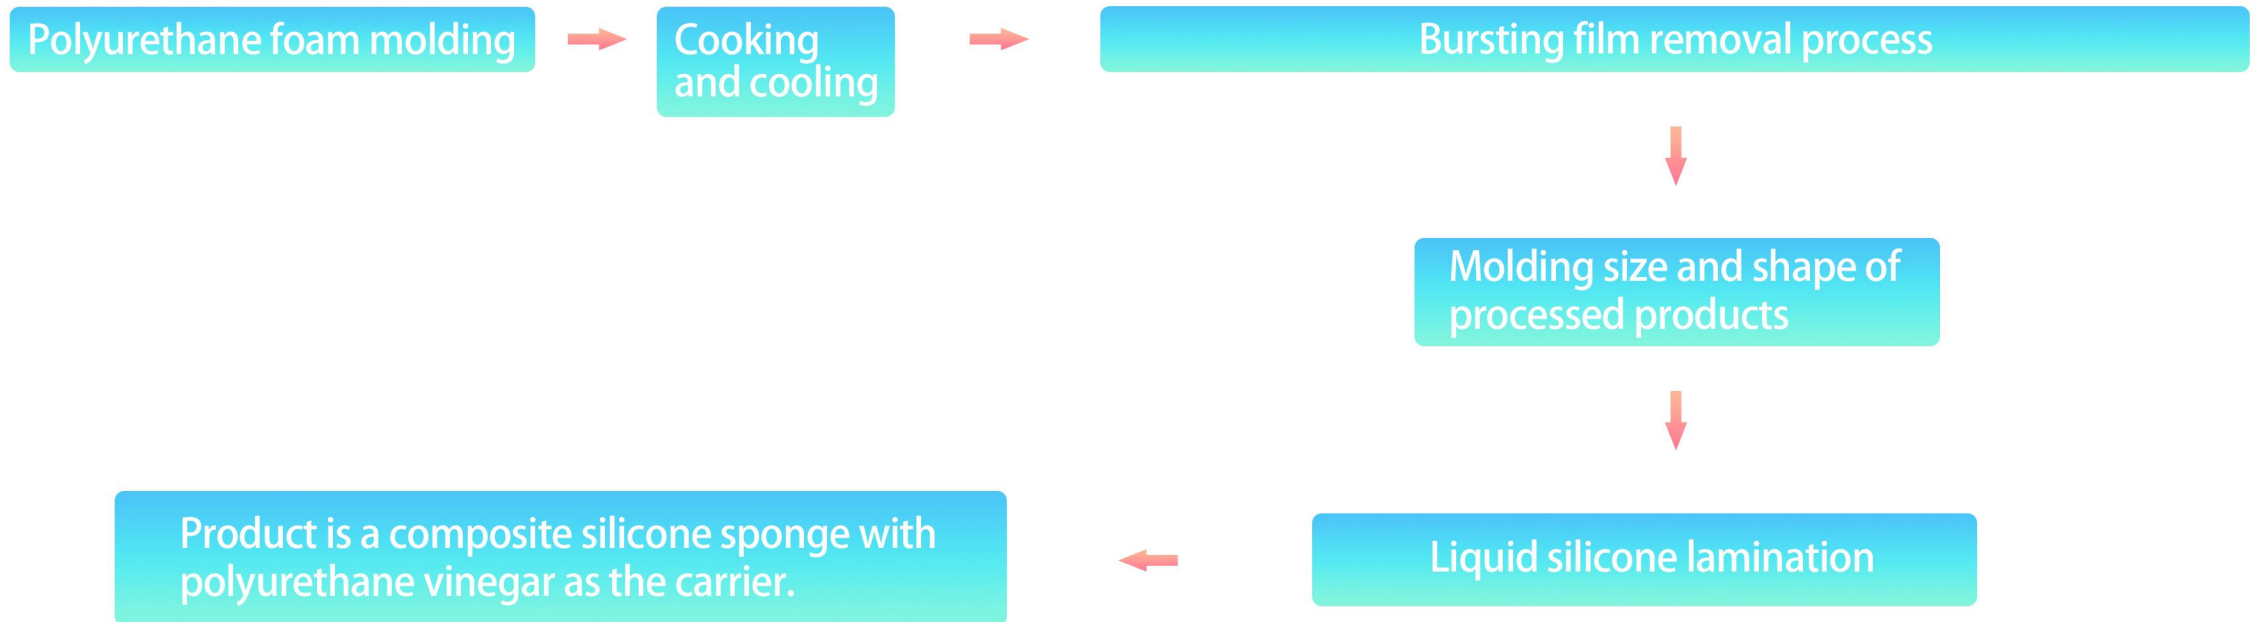 Polyurethane foam molding
Cooking
and cooling
Bursting film removal process
Molding size and shape of
processed products
Liquid silicone lamination
Product is a composite silicone sponge with
polyurethane vinegar as the carrier.